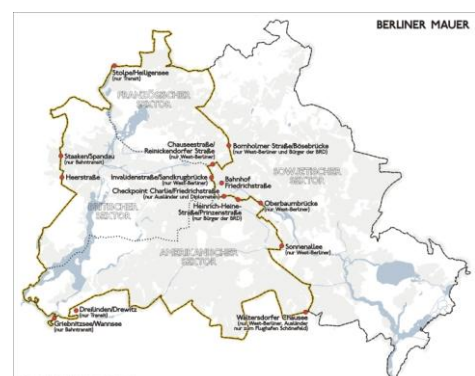 BERLINER MAUER
Stolpe/Heiligensee
(nur Transit)
FRANZÖSISCHER
SEKTOR
Chausseestraße/
Reinickendorfer Straße
(nur West-Berliner)
Bornholmer Straße/Bösebrücke
(nur West-Berliner und Bürger der BRD)
Staaken/Spandau
(nur Bahntransit)
Heerstraße
Invalidenstraße/Sandkrugbrücke
(nur West-Berliner)
Bahnhof
Friedrichstraße
SOWJETISCHER
SEKTOR
Checkpoint Charlie/Friedrichstraße
(nur Ausländer und Diplomaten)
BRITISCHER
SEKTOR
Heinrich-Heine-
Straße/Prinzenstraße
(nur Bürger der BRD)
Oberbaumbrücke
(nur West-Berliner)
Sonnenallee
(nur West-Berliner)
AMERIKANISCHER
SEKTOR
Dreilinden/Drewitz
(nur Transit)
Griebnitzsee/Wannsee
(nur Bahntransit)
Waltersdorfer Chausee
(nur West-Berliner, Ausländer
nur zum Flughafen Schönefeld)